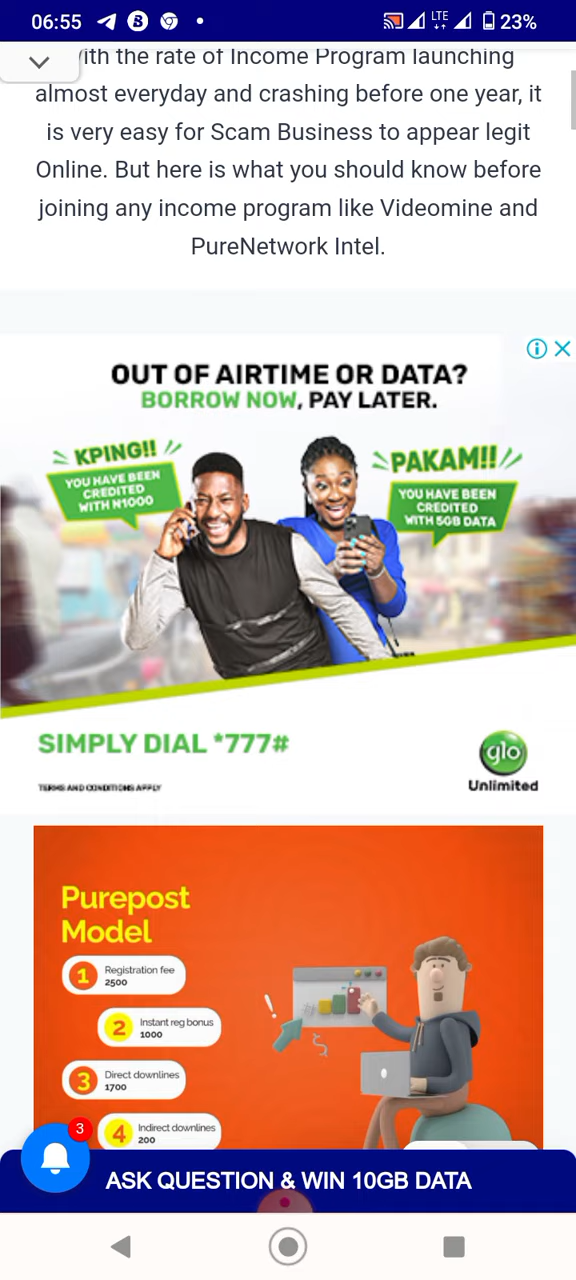 06:55
LTE
23%
with the rate of Income Program launching
almost everyday and crashing before one year, it
is very easy for Scam Business to appear legit
Online. But here is what you should know before
joining any income program like Videomine and
PureNetwork Intel.
OUT OF AIRTIME OR DATA?
BORROW NOW, PAY LATER.
KPING!!
YOU HAVE BEEN
CREDITED
WITH N1000
PAKAM!!
YOU HAVE BEEN
CREDITED
WITH 5GB DATA
SIMPLY DIAL *777#
glo
Unlimited
TERMS AND CONDITIONS APPLY
Purepost
Model
1
Registration fee
2500
2
Instant reg bonus
1000
3
Direct downlines
1700
4
Indirect downlines
200
3
ASK QUESTION & WIN 10GB DATA